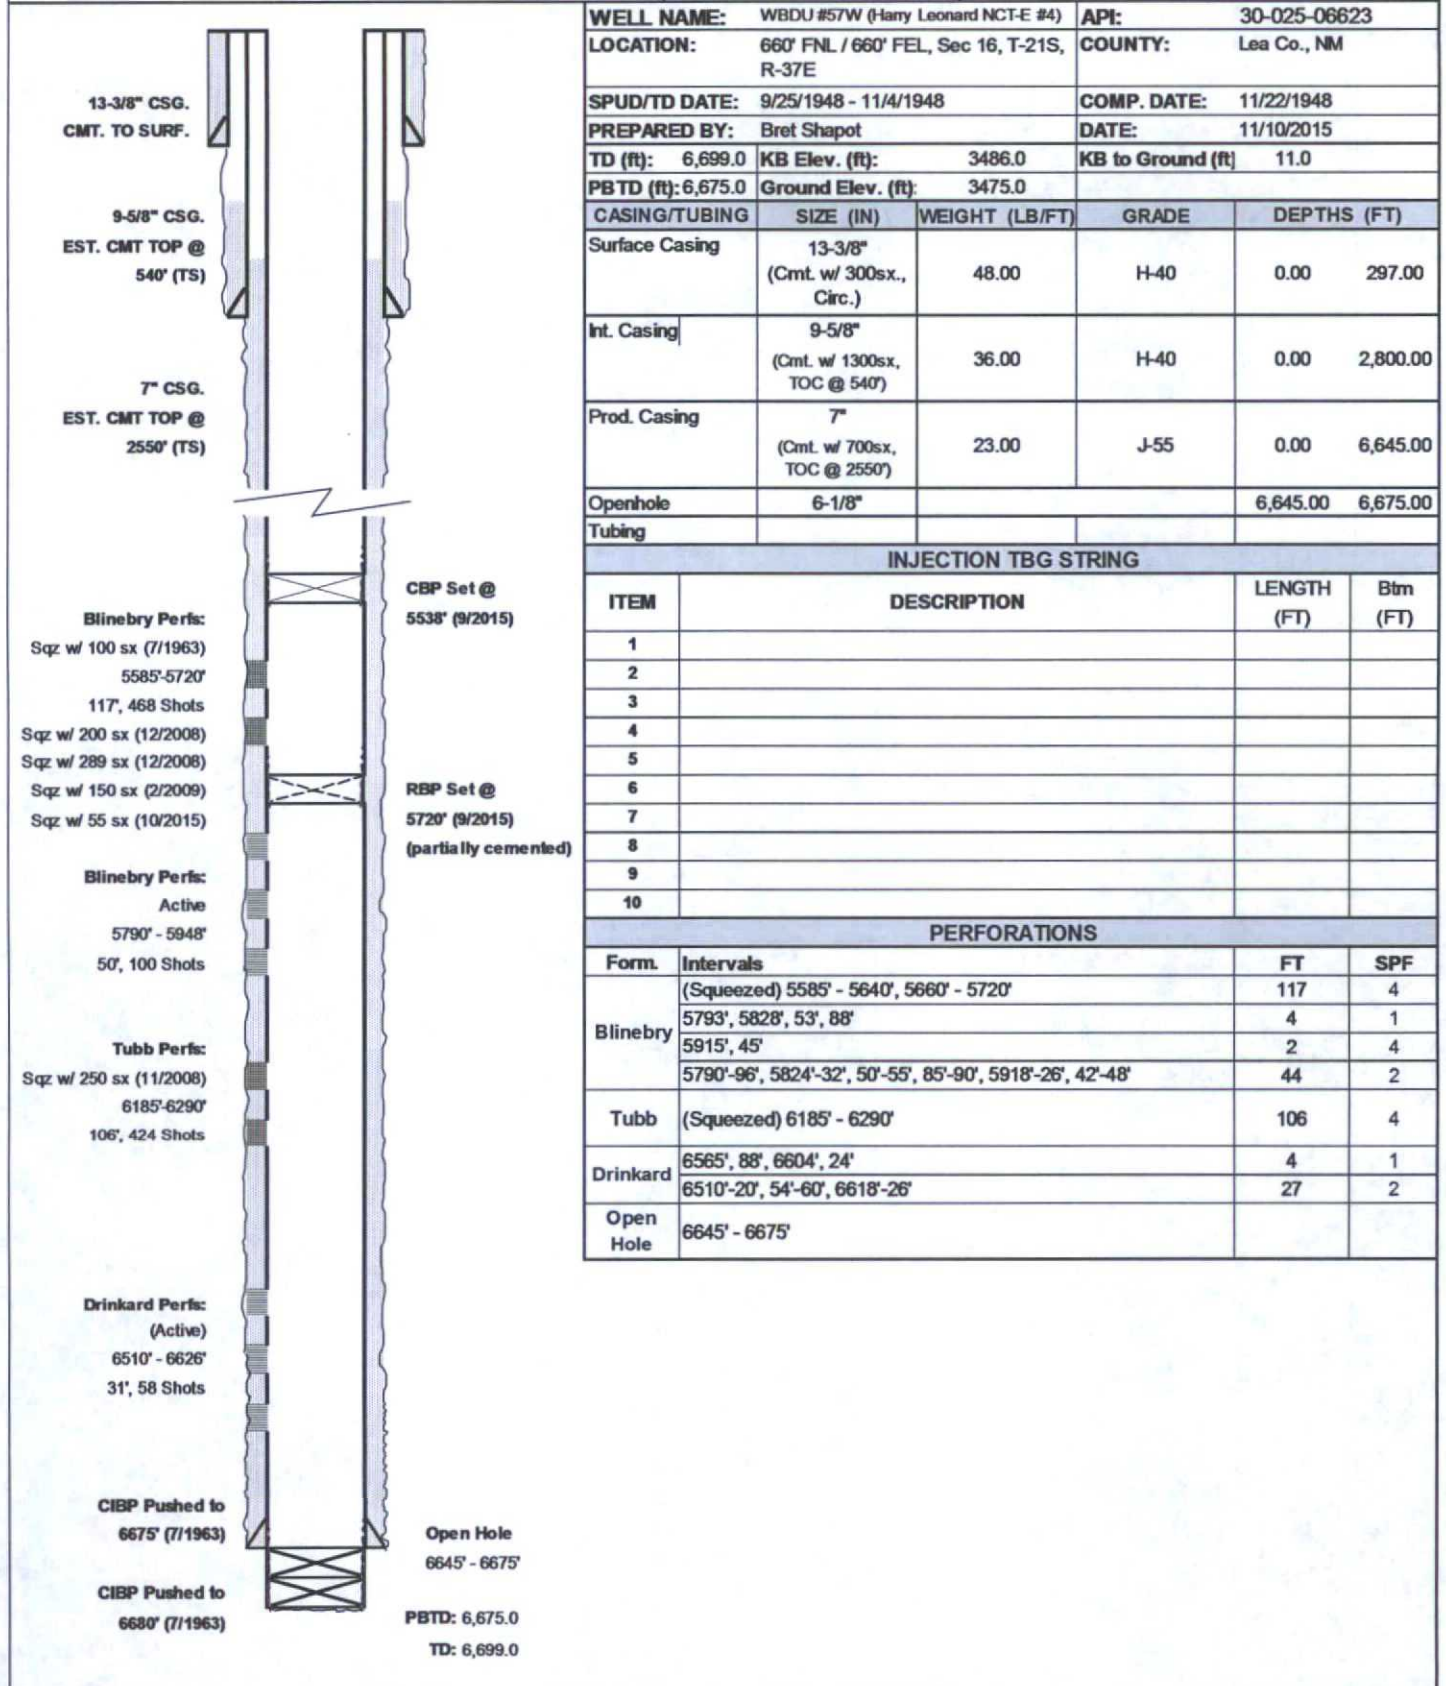 WELL NAME: WBDU #57W (Harry Leonard NCT-E #4) API: 30-025-06623
LOCATION: 660' FNL / 660' FEL, Sec 16, T-21S, R-37E COUNTY: Lea Co., NM
SPUD/TD DATE: 9/25/1948 - 11/4/1948 COMP. DATE: 11/22/1948
PREPARED BY: Bret Shapot DATE: 11/10/2015
TD (ft): 6,699.0 KB Elev. (ft): 3486.0 KB to Ground (ft) 11.0
PBTD (ft): 6,675.0 Ground Elev. (ft): 3475.0
CASING/TUBING SIZE (IN) WEIGHT (LB/FT) GRADE DEPTHS (FT)
Surface Casing 13-3/8" (Cmt. w/ 300sx., Circ.) 48.00 H-40 0.00 297.00
Int. Casing 9-5/8" (Cmt. w/ 1300sx, TOC @ 540') 36.00 H-40 0.00 2,800.00
Prod. Casing 7" (Cmt. w/ 700sx, TOC @ 2550') 23.00 J-55 0.00 6,645.00
Openhole 6-1/8" 6,645.00 6,675.00
Tubing
INJECTION TBG STRING
ITEM DESCRIPTION LENGTH (FT) Btm (FT)
1
2
3
4
5
6
7
8
9
10
PERFORATIONS
Form. Intervals FT SPF
(Squeezed) 5585' - 5640', 5660' - 5720' 117 4
Blinebry
5793', 5828', 53', 88' 4 1
5915', 45' 2 4
5790'-96', 5824'-32', 50'-55', 85'-90', 5918'-26', 42'-48' 44 2
Tubb (Squeezed) 6185' - 6290' 106 4
Drinkard
6565', 88', 6604', 24' 4 1
6510'-20', 54'-60', 6618'-26' 27 2
Open Hole 6645' - 6675'
13-3/8" CSG.
CMT. TO SURF.
9-5/8" CSG.
EST. CMT TOP @
540' (TS)
7" CSG.
EST. CMT TOP @
2550' (TS)
CBP Set @
5538' (9/2015)
Blinebry Perfs:
Sqz w/ 100 sx (7/1963)
5585'-5720'
117', 468 Shots
Sqz w/ 200 sx (12/2008)
Sqz w/ 289 sx (12/2008)
Sqz w/ 150 sx (2/2009)
Sqz w/ 55 sx (10/2015)
RBP Set @
5720' (9/2015)
(partially cemented)
Blinebry Perfs:
Active
5790' - 5948'
50', 100 Shots
Tubb Perfs:
Sqz w/ 250 sx (11/2008)
6185'-6290'
106', 424 Shots
Drinkard Perfs:
(Active)
6510' - 6626'
31', 58 Shots
CIBP Pushed to
6675' (7/1963)
Open Hole
6645' - 6675'
CIBP Pushed to
6680' (7/1963)
PBTD: 6,675.0
TD: 6,699.0